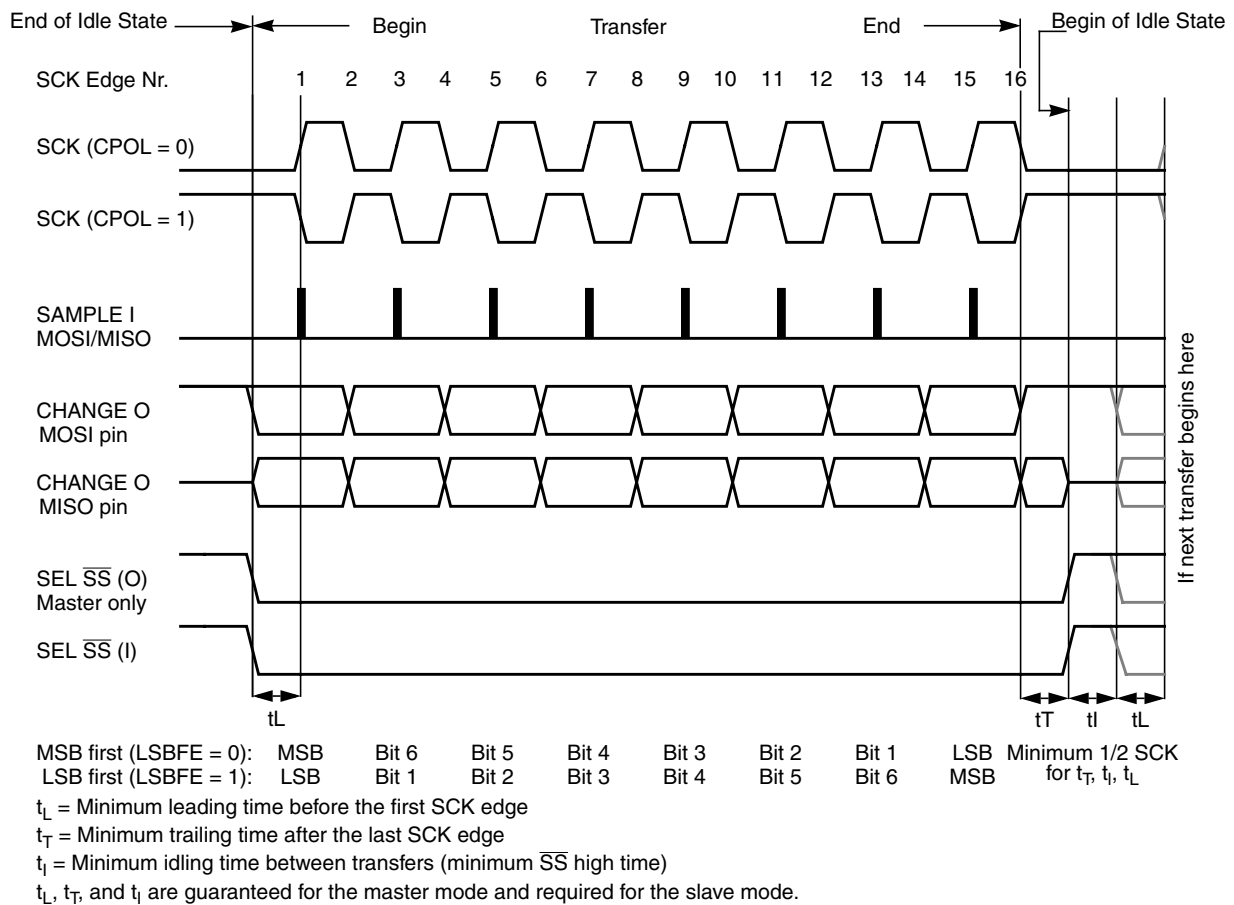 End of Idle State
Begin
Transfer
End
Begin of Idle State
SCK Edge Nr.
1 2 3 4 5 6 7 8 9 10 11 12 13 14 15 16
SCK (CPOL = 0)
SCK (CPOL = 1)
SAMPLE I
MOSI/MISO
CHANGE O
MOSI pin
CHANGE O
MISO pin
SEL S̅S̅ (O)
Master only
SEL S̅S̅ (I)
If next transfer begins here
tL
tT
tI
tL
MSB first (LSBFE = 0): MSB Bit 6 Bit 5 Bit 4 Bit 3 Bit 2 Bit 1 LSB
LSB first (LSBFE = 1): LSB Bit 1 Bit 2 Bit 3 Bit 4 Bit 5 Bit 6 MSB
Minimum 1/2 SCK
for tT, tI, tL
tL = Minimum leading time before the first SCK edge
tT = Minimum trailing time after the last SCK edge
tI = Minimum idling time between transfers (minimum S̅S̅ high time)
tL, tT, and tI are guaranteed for the master mode and required for the slave mode.